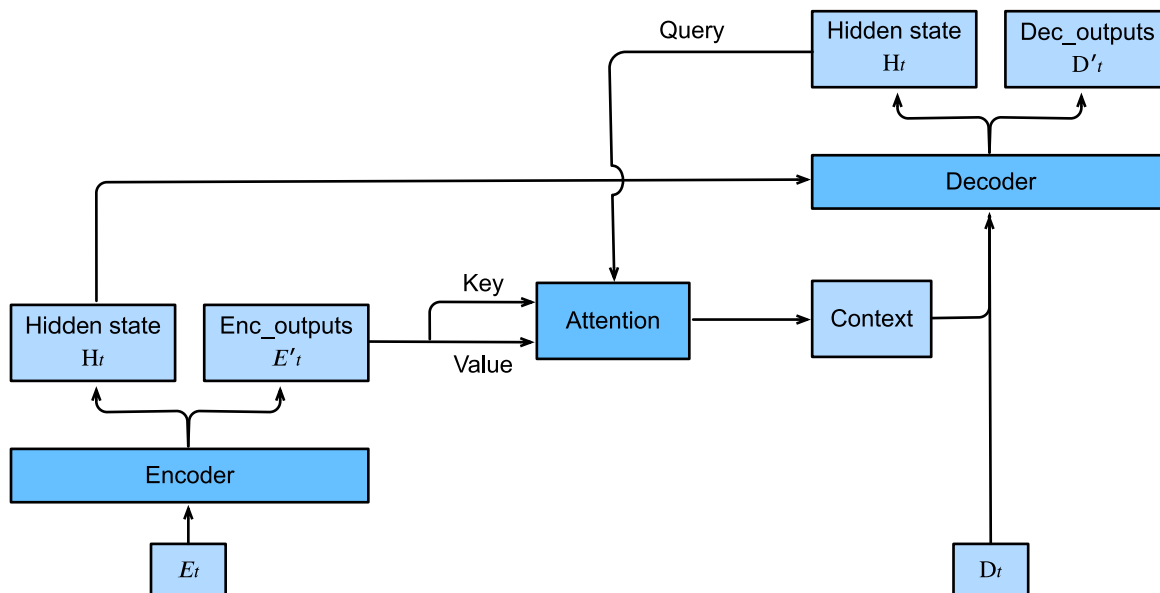 Query
Hidden state
Ht
Dec_outputs
D′t
Decoder
Key
Hidden state
Ht
Enc_outputs
E′t
Attention
Context
Value
Encoder
Et
Dt